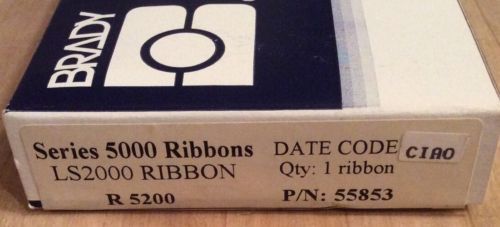 BRADY
Series 5000 Ribbons DATE CODE CIAO
LS2000 RIBBON Qty: 1 ribbon
R 5200 P/N: 55853